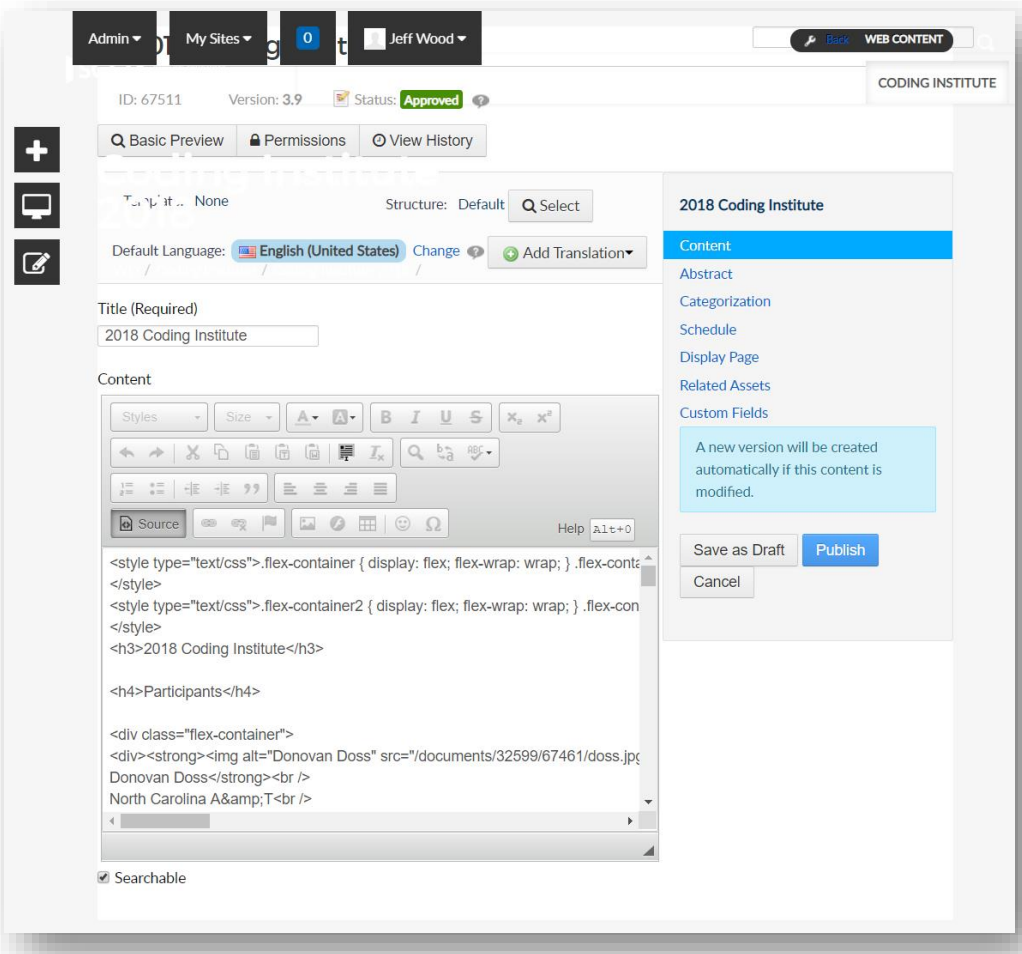 Admin My Sites 0 Jeff Wood
Back WEB CONTENT
CODING INSTITUTE
ID: 67511 Version: 3.9 Status: Approved
Basic Preview Permissions View History
Coding Institute
2018
None Structure: Default Select
Default Language: English (United States) Change Add Translation
/ / /
Title (Required)
2018 Coding Institute
Content
Styles Size A A B I U S x₂ x²
ABC
Source Ω Help Alt+0
<style type="text/css">.flex-container { display: flex; flex-wrap: wrap; } .flex-conta
</style>
<style type="text/css">.flex-container2 { display: flex; flex-wrap: wrap; } .flex-con
</style>
<h3>2018 Coding Institute</h3>
<h4>Participants</h4>
<div class="flex-container">
<div><strong><img alt="Donovan Doss" src="/documents/32599/67461/doss.jpg
Donovan Doss</strong><br />
North Carolina A&amp;T<br />
Searchable
2018 Coding Institute
Content
Abstract
Categorization
Schedule
Display Page
Related Assets
Custom Fields
A new version will be created
automatically if this content is
modified.
Save as Draft Publish
Cancel